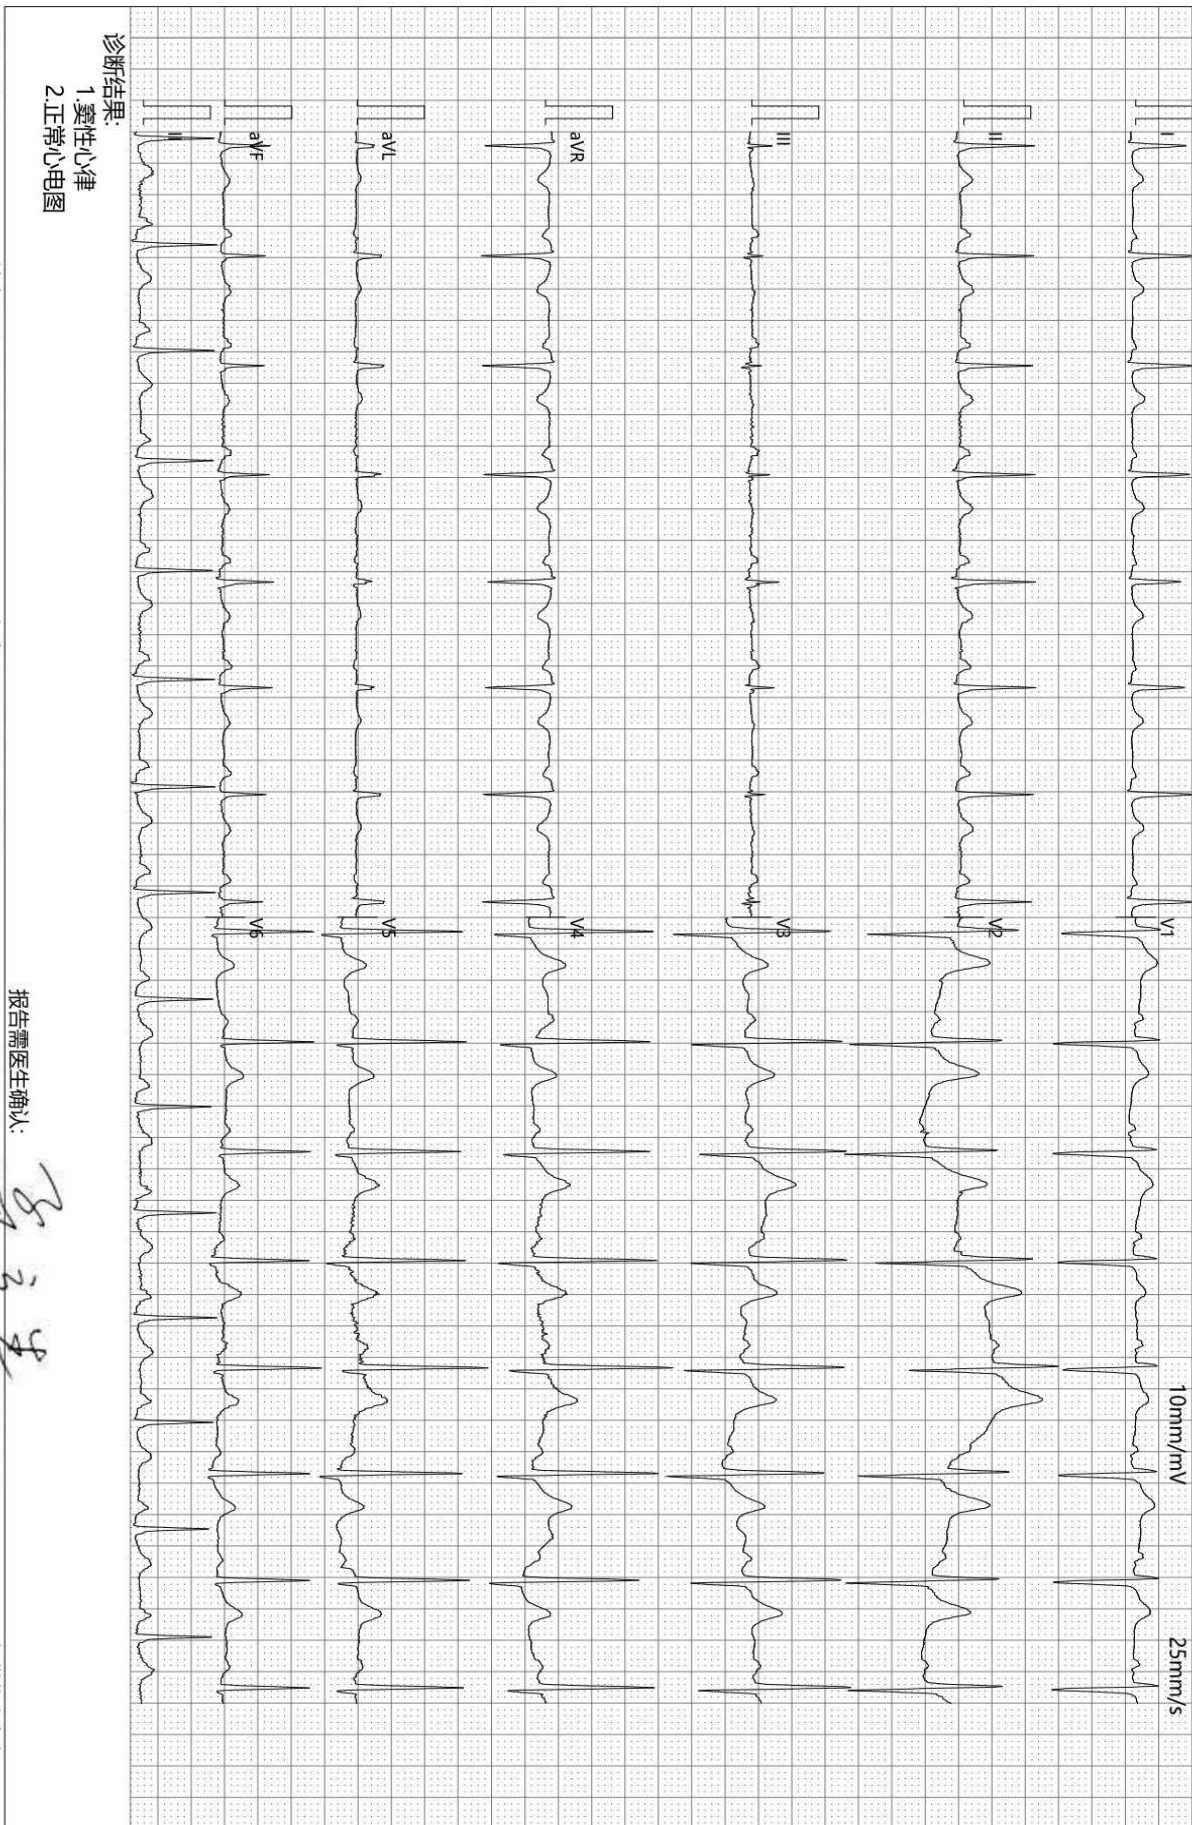 10mm/mV 25mm/s
I V1
II V2
III V3
aVR V4
aVL V5
aVF V6
II
诊断结果:
1.窦性心律
2.正常心电图
报告需医生确认: